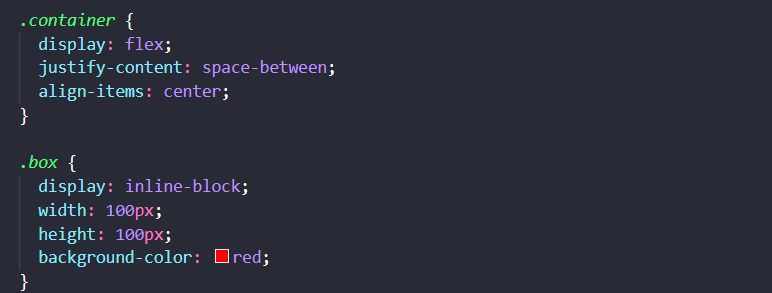 .container {
  display: flex;
  justify-content: space-between;
  align-items: center;
}

.box {
  display: inline-block;
  width: 100px;
  height: 100px;
  background-color: red;
}